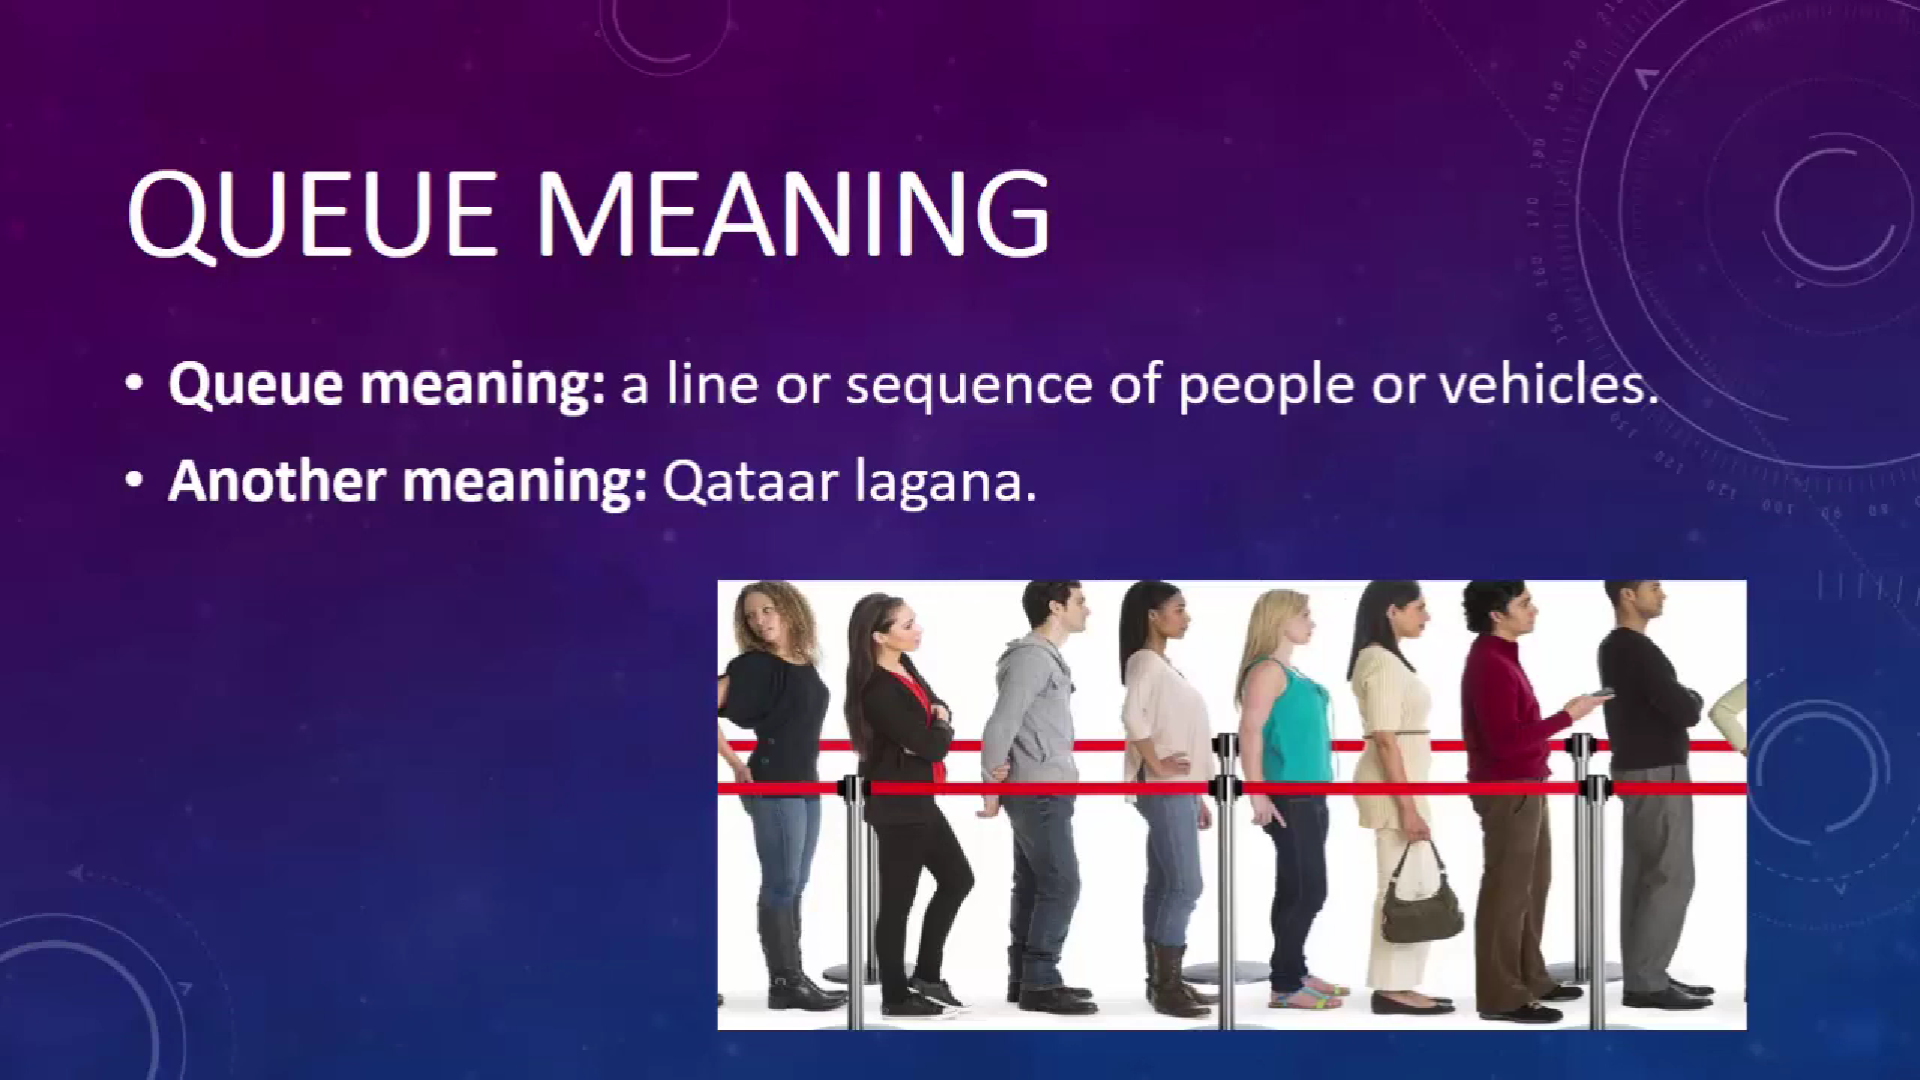 QUEUE MEANING
• Queue meaning: a line or sequence of people or vehicles.
• Another meaning: Qataar lagana.